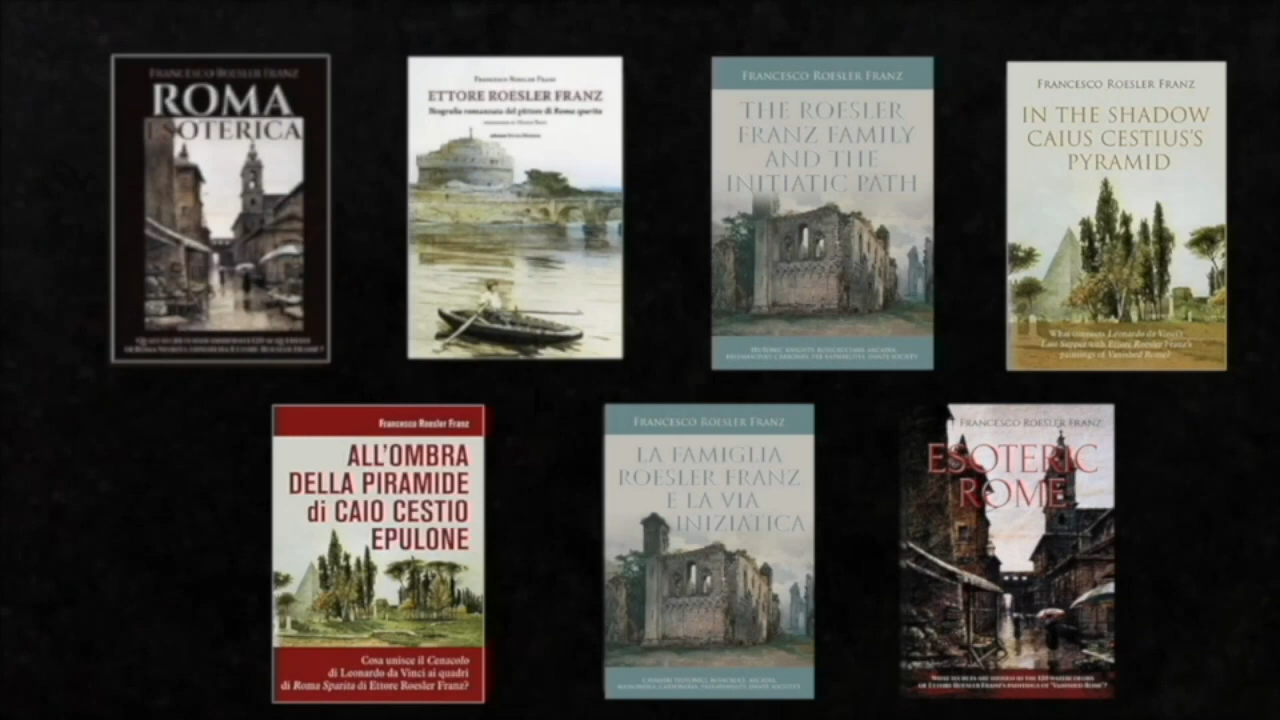 Francesco Roesler Franz
ROMA
ESOTERICA
Francesco Roesler Franz
ETTORE ROESLER FRANZ
Biografia romanzata del pittore di Roma sparita
Francesco Roesler Franz
THE ROESLER
FRANZ FAMILY
AND THE
INITIATIC PATH
Francesco Roesler Franz
IN THE SHADOW
CAIUS CESTIUS'S
PYRAMID
What connects Leonardo da Vinci's
Last Supper with Ettore Roesler Franz's
paintings of Vanished Rome?
Francesco Roesler Franz
ALL'OMBRA
DELLA PIRAMIDE
di CAIO CESTIO
EPULONE
Cosa unisce il Cenacolo
di Leonardo da Vinci ai quadri
di Roma Sparita di Ettore Roesler Franz?
Francesco Roesler Franz
LA FAMIGLIA
ROESLER FRANZ
E LA VIA
INIZIATICA
Francesco Roesler Franz
ESOTERIC
ROME